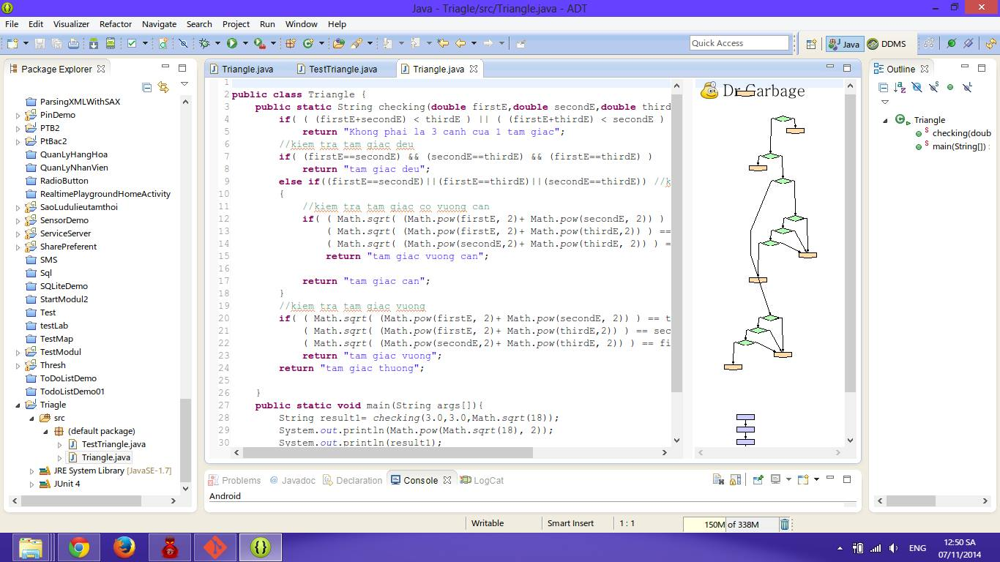 Java - Triagle/src/Triangle.java - ADT
File Edit Visualizer Refactor Navigate Search Project Run Window Help
Quick Access
Java
DDMS
Package Explorer
ParsingXMLWithSAX
PinDemo
PTB2
PtBac2
QuanLyHangHoa
QuanLyNhanVien
RadioButton
RealtimePlaygroundHomeActivity
SaoLudulieutamthoi
SensorDemo
ServiceServer
SharePreferent
SMS
Sql
SQLiteDemo
StartModul2
Test
testLab
TestMap
TestModul
Thresh
ToDoListDemo
TodoListDemo01
Triagle
src
(default package)
TestTriangle.java
Triangle.java
JRE System Library [JavaSE-1.7]
JUnit 4
Triangle.java TestTriangle.java Triangle.java
1
2 public class Triangle {
3 public static String checking(double firstE,double secondE,double third
4 if( ( (firstE+secondE) < thirdE ) || ( (firstE+thirdE) < secondE )
5 return "Khong phai la 3 canh cua 1 tam giac";
6 //kiem tra tam giac deu
7 if( (firstE==secondE) && (secondE==thirdE) && (firstE==thirdE) )
8 return "tam giac deu";
9 else if((firstE==secondE)||(firstE==thirdE)||(secondE==thirdE)) //k
10 {
11 //kiem tra tam giac co vuong can
12 if( ( Math.sqrt( (Math.pow(firstE, 2)+ Math.pow(secondE, 2)) )
13 ( Math.sqrt( (Math.pow(firstE, 2)+ Math.pow(thirdE,2)) ) ==
14 ( Math.sqrt( (Math.pow(secondE,2)+ Math.pow(thirdE, 2)) ) =
15 return "tam giac vuong can";
16
17 return "tam giac can";
18 }
19 //kiem tra tam giac vuong
20 if( ( Math.sqrt( (Math.pow(firstE, 2)+ Math.pow(secondE, 2)) ) == t
21 ( Math.sqrt( (Math.pow(firstE, 2)+ Math.pow(thirdE,2)) ) == sec
22 ( Math.sqrt( (Math.pow(secondE,2)+ Math.pow(thirdE, 2)) ) == fi
23 return "tam giac vuong";
24 return "tam giac thuong";
25
26 }
27 public static void main(String args[]){
28 String result1= checking(3.0,3.0,Math.sqrt(18));
29 System.out.println(Math.pow(Math.sqrt(18), 2));
30 System.out.println(result1);
Dr Garbage
Outline
Triangle
checking(doub
main(String[]) :
Problems @ Javadoc Declaration Console LogCat
Android
Writable Smart Insert 1 : 1 150M of 338M
ENG
12:50 SA
07/11/2014